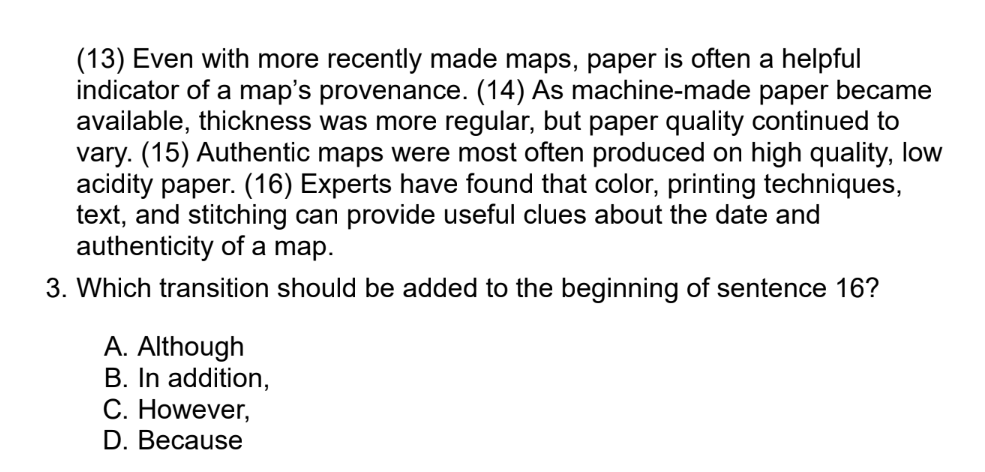 (13) Even with more recently made maps, paper is often a helpful
indicator of a map’s provenance. (14) As machine-made paper became
available, thickness was more regular, but paper quality continued to
vary. (15) Authentic maps were most often produced on high quality, low
acidity paper. (16) Experts have found that color, printing techniques,
text, and stitching can provide useful clues about the date and
authenticity of a map.
3. Which transition should be added to the beginning of sentence 16?
A. Although
B. In addition,
C. However,
D. Because